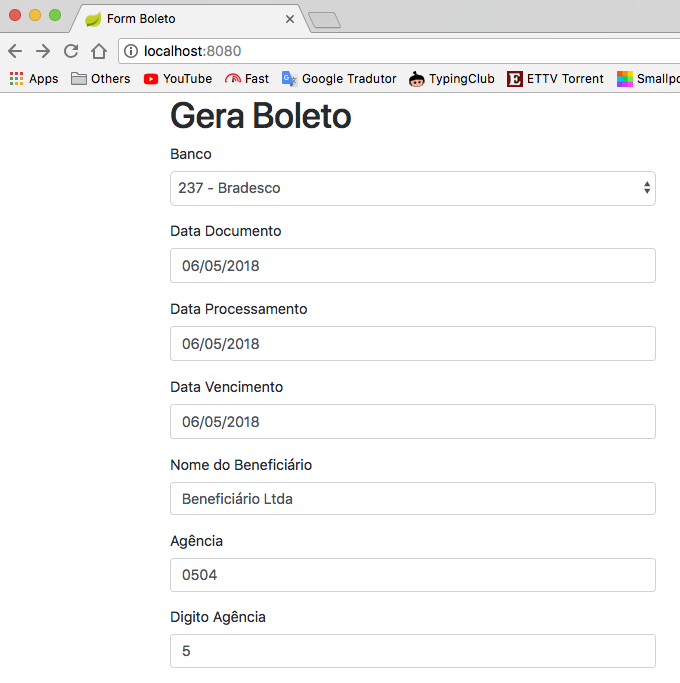 Form Boleto
localhost:8080
Apps Others YouTube Fast Google Tradutor TypingClub ETTV Torrent Smallpo
Gera Boleto
Banco
237 - Bradesco
Data Documento
06/05/2018
Data Processamento
06/05/2018
Data Vencimento
06/05/2018
Nome do Beneficiário
Beneficiário Ltda
Agência
0504
Digito Agência
5